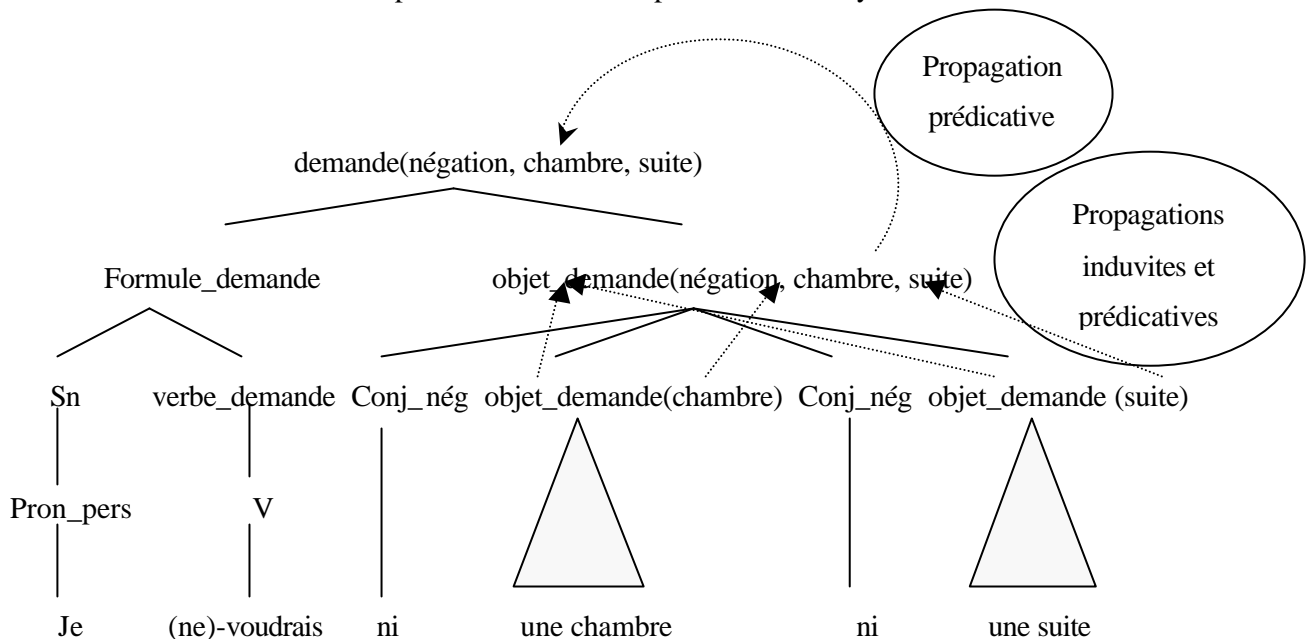 Propagation
prédicative
demande(négation, chambre, suite)
Propagations
induvites et
prédicatives
Formule_demande objet_demande(négation, chambre, suite)
Sn verbe_demande Conj_nég objet_demande(chambre) Conj_nég objet_demande (suite)
Pron_pers V
Je (ne)-voudrais ni une chambre ni une suite